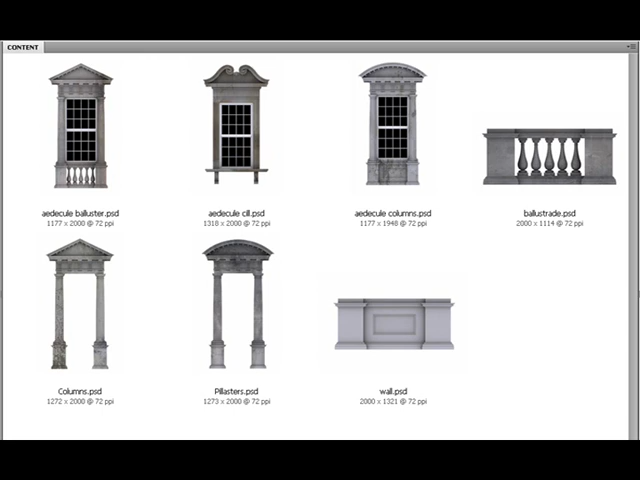 CONTENT
aedecule balluster.psd
1177 x 2000 @ 72 ppi
aedecule cill.psd
1318 x 2000 @ 72 ppi
aedecule columns.psd
1177 x 1948 @ 72 ppi
ballustrade.psd
2000 x 1114 @ 72 ppi
Columns.psd
1272 x 2000 @ 72 ppi
Pillasters.psd
1273 x 2000 @ 72 ppi
wall.psd
2000 x 1321 @ 72 ppi